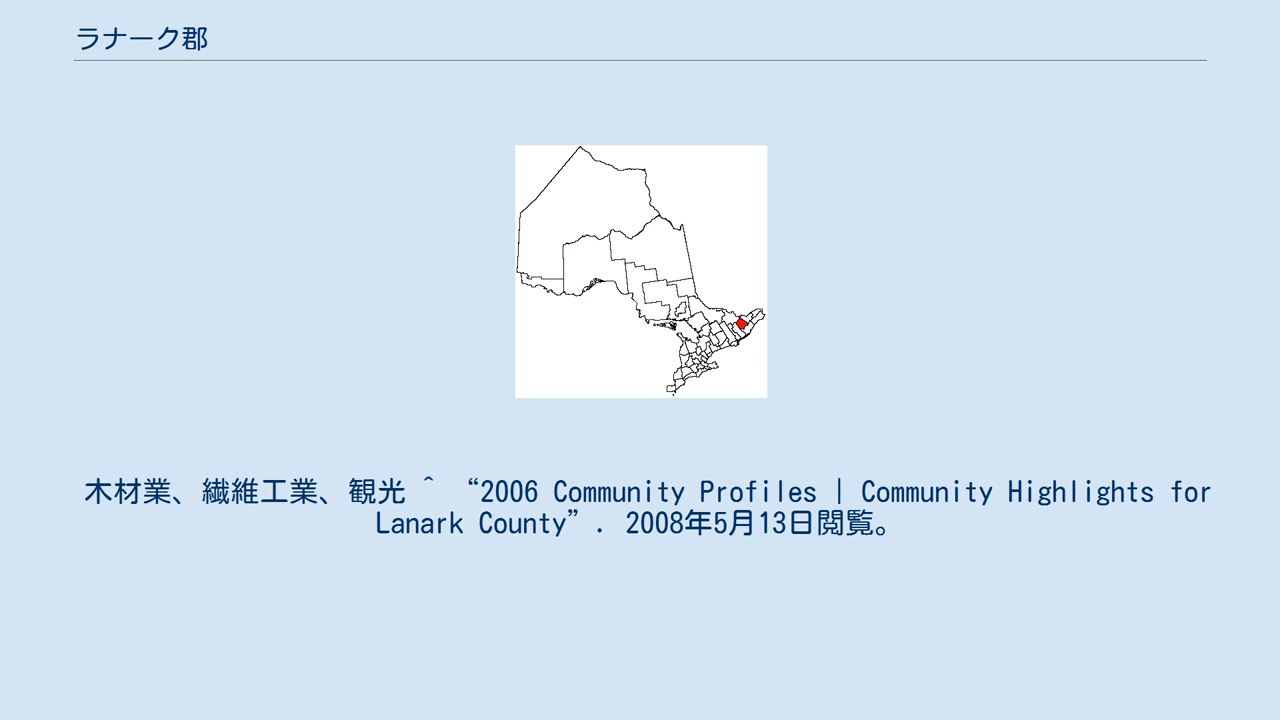 ラナーク郡
木材業、繊維工業、観光 ^ “2006 Community Profiles | Community Highlights for
Lanark County”. 2008年5月13日閲覧。